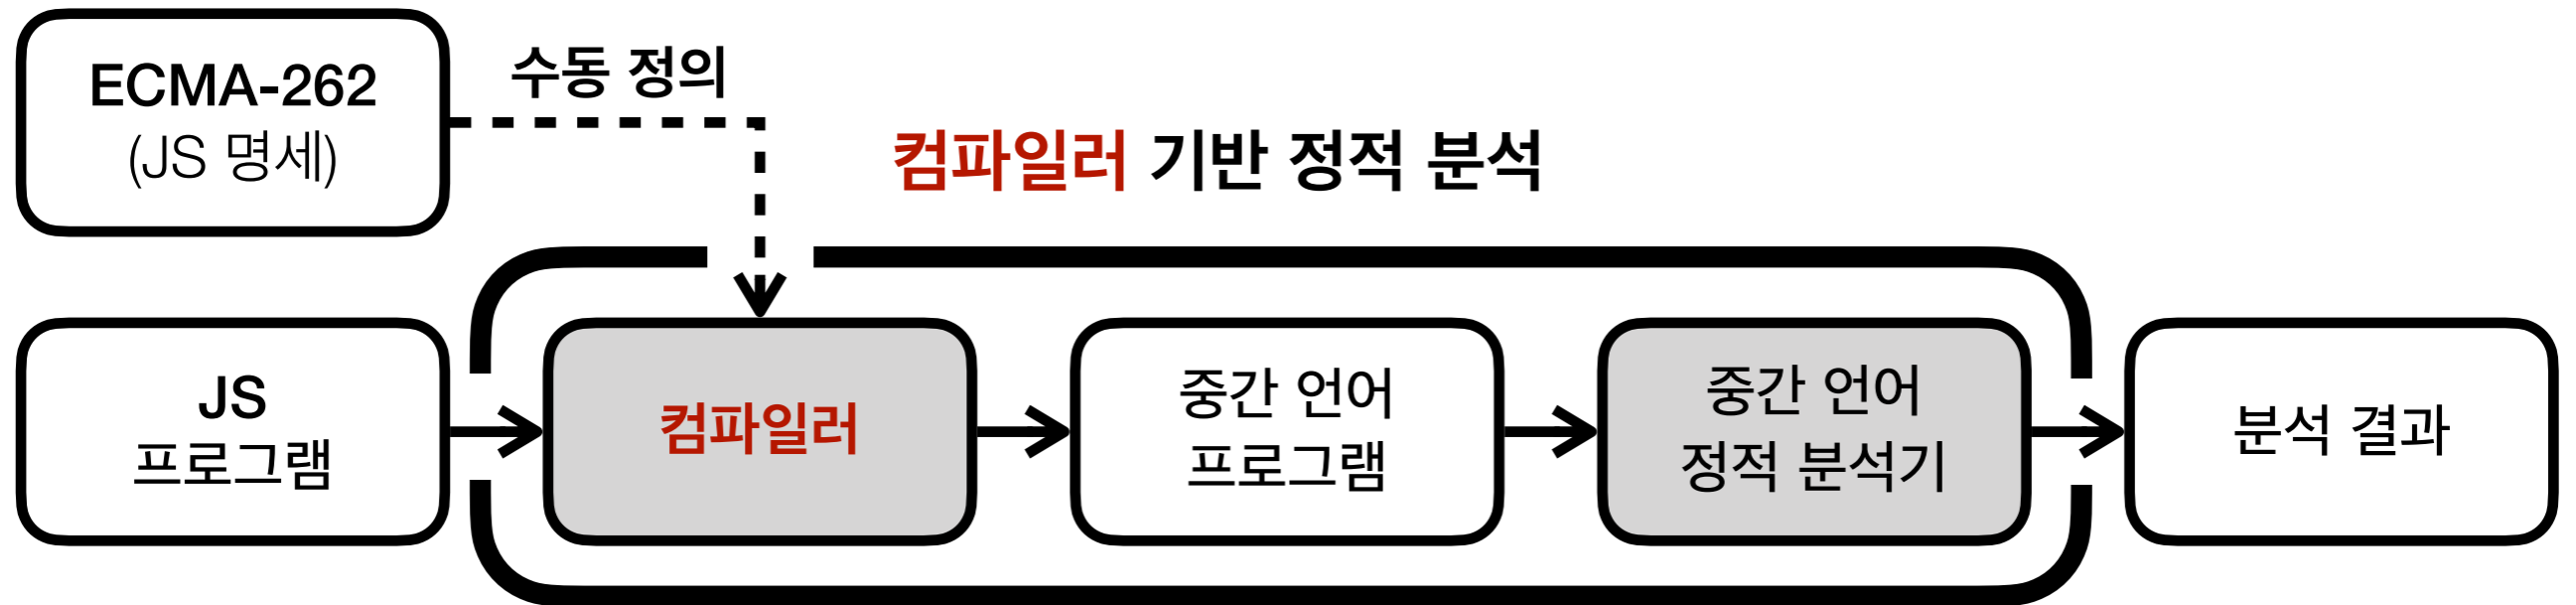 ECMA-262
(JS 명세)
수동 정의
컴파일러 기반 정적 분석
JS
프로그램
컴파일러
중간 언어
프로그램
중간 언어
정적 분석기
분석 결과